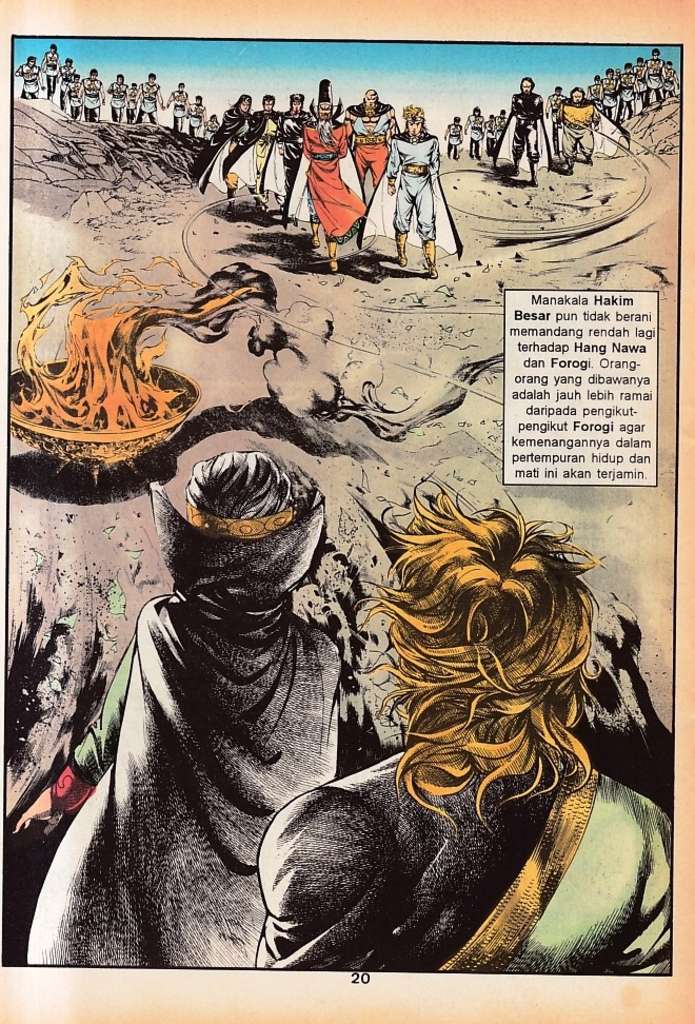 Manakala Hakim
Besar pun tidak berani
memandang rendah lagi
terhadap Hang Nawa
dan Forogi. Orang-
orang yang dibawanya
adalah jauh lebih ramai
daripada pengikut-
pengikut Forogi agar
kemenangannya dalam
pertempuran hidup dan
mati ini akan terjamin.
20